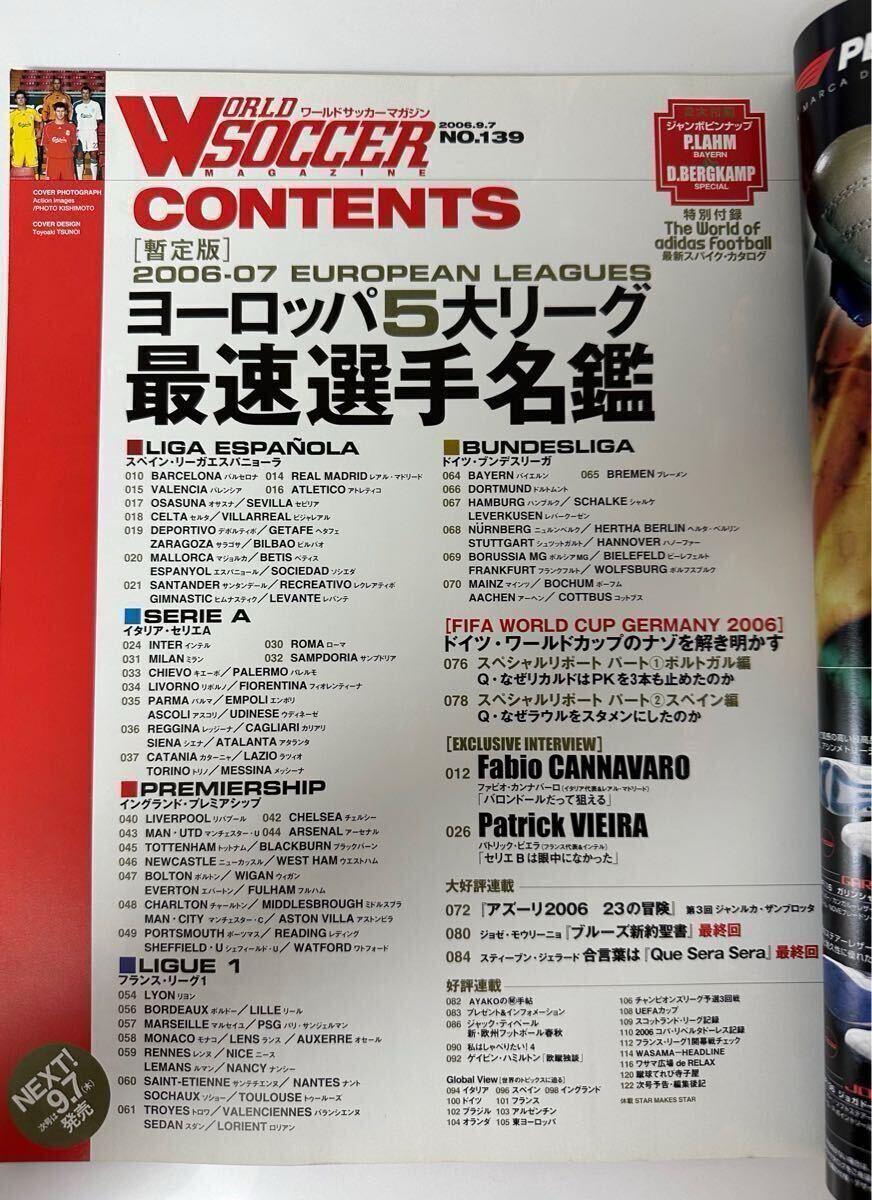 WORLD SOCCER
MAGAZINE
ワールドサッカーマガジン
2006.9.7
NO.139
CONTENTS
COVER PHOTOGRAPH
Action Images
/PHOTO KISHIMOTO
COVER DESIGN
Toyoaki TSUNOI
ジャンボピンナップ
P.LAHM
BAYERN
D.BERGKAMP
SPECIAL
特別付録
The World of
adidas Football
最新スパイク・カタログ
[暫定版]
2006-07 EUROPEAN LEAGUES
ヨーロッパ5大リーグ
最速選手名鑑
■LIGA ESPAÑOLA
スペイン・リーガエスパニョーラ
010 BARCELONA バルセロナ 014 REAL MADRID レアル・マドリード
015 VALENCIA バレンシア 016 ATLETICO アトレティコ
017 OSASUNA オサスナ／SEVILLA セビリア
018 CELTA セルタ／VILLARREAL ビジャレアル
019 DEPORTIVO デポルティボ／GETAFE ヘタフェ
ZARAGOZA サラゴサ／BILBAO ビルバオ
020 MALLORCA マジョルカ／BETIS ベティス
ESPANYOL エスパニョール／SOCIEDAD ソシエダ
021 SANTANDER サンタンデール／RECREATIVO レクレアティボ
GIMNASTIC ヒムナスティク／LEVANTE レバンテ
■SERIE A
イタリア・セリエA
024 INTER インテル 030 ROMA ローマ
031 MILAN ミラン 032 SAMPDORIA サンプドリア
033 CHIEVO キエーボ／PALERMO パレルモ
034 LIVORNO リボルノ／FIORENTINA フィオレンティーナ
035 PARMA パルマ／EMPOLI エンポリ
ASCOLI アスコリ／UDINESE ウディネーゼ
036 REGGINA レッジーナ／CAGLIARI カリアリ
SIENA シエナ／ATALANTA アタランタ
037 CATANIA カターニャ／LAZIO ラツィオ
TORINO トリノ／MESSINA メッシーナ
■PREMIERSHIP
イングランド・プレミアシップ
040 LIVERPOOL リバプール 042 CHELSEA チェルシー
043 MAN・UTD マンチェスター・U 044 ARSENAL アーセナル
045 TOTTENHAM トットナム／BLACKBURN ブラックバーン
046 NEWCASTLE ニューカッスル／WEST HAM ウエストハム
047 BOLTON ボルトン／WIGAN ウィガン
EVERTON エバートン／FULHAM フルハム
048 CHARLTON チャールトン／MIDDLESBROUGH ミドルスブラ
MAN・CITY マンチェスター・C／ASTON VILLA アストンビラ
049 PORTSMOUTH ポーツマス／READING レディング
SHEFFIELD・U シェフィールド・U／WATFORD ワトフォード
■LIGUE 1
フランス・リーグ1
054 LYON リヨン
056 BORDEAUX ボルドー／LILLE リール
057 MARSEILLE マルセイユ／PSG パリ・サンジェルマン
058 MONACO モナコ／LENS ランス／AUXERRE オセール
059 RENNES レンヌ／NICE ニース
LEMANS ルマン／NANCY ナンシー
060 SAINT-ETIENNE サンテチエンヌ／NANTES ナント
SOCHAUX ソショー／TOULOUSE トゥールーズ
061 TROYES トロワ／VALENCIENNES バランシエンヌ
SEDAN スダン／LORIENT ロリアン
NEXT!
次号は9.7(木)
発売
■BUNDESLIGA
ドイツ・ブンデスリーガ
064 BAYERN バイエルン 065 BREMEN ブレーメン
066 DORTMUND ドルトムント
067 HAMBURG ハンブルク／SCHALKE シャルケ
LEVERKUSEN レバークーゼン
068 NÜRNBERG ニュルンベルク／HERTHA BERLIN ヘルタ・ベルリン
STUTTGART シュツットガルト／HANNOVER ハノーファー
069 BORUSSIA MG ボルシアMG／BIELEFELD ビーレフェルト
FRANKFURT フランクフルト／WOLFSBURG ボルフスブルク
070 MAINZ マインツ／BOCHUM ボーフム
AACHEN アーヘン／COTTBUS コットブス
[FIFA WORLD CUP GERMANY 2006]
ドイツ・ワールドカップのナゾを解き明かす
076 スペシャルリポート パート①ポルトガル編
Q・なぜリカルドはPKを3本も止めたのか
078 スペシャルリポート パート②スペイン編
Q・なぜラウルをスタメンにしたのか
[EXCLUSIVE INTERVIEW]
012 Fabio CANNAVARO
ファビオ・カンナバーロ(イタリア代表&レアル・マドリード)
「バロンドールだって狙える」
026 Patrick VIEIRA
パトリック・ビエラ(フランス代表&インテル)
「セリエBは眼中になかった」
大好評連載
072 『アズーリ2006 23の冒険』 第3回 ジャンルカ・ザンブロッタ
080 ジョゼ・モウリーニョ『ブルーズ新約聖書』最終回
084 スティーブン・ジェラード 合言葉は『Que Sera Sera』最終回
好評連載
082 AYAKOの㊙手帖
083 プレゼント&インフォメーション
086 ジャック・ティベール
新・欧州フットボール春秋
090 私はしゃべりたい! 4
092 ゲイビン・ハミルトン「欧蹴独談」
Global View [世界のトピックスに迫る]
094 イタリア 096 スペイン 098 イングランド
100 ドイツ 101 フランス
102 ブラジル 103 アルゼンチン
104 オランダ 105 東ヨーロッパ
106 チャンピオンズリーグ予選3回戦
108 UEFAカップ
109 スコットランド・リーグ記録
110 2006 コパ・リベルタドーレス記録
112 フランス・リーグ1開幕戦チェック
114 WASAMA-HEADLINE
116 ワサマ広場 de RELAX
120 蹴球てれび寺子屋
122 次号予告・編集後記
休載 STAR MAKES STAR
MARCA D